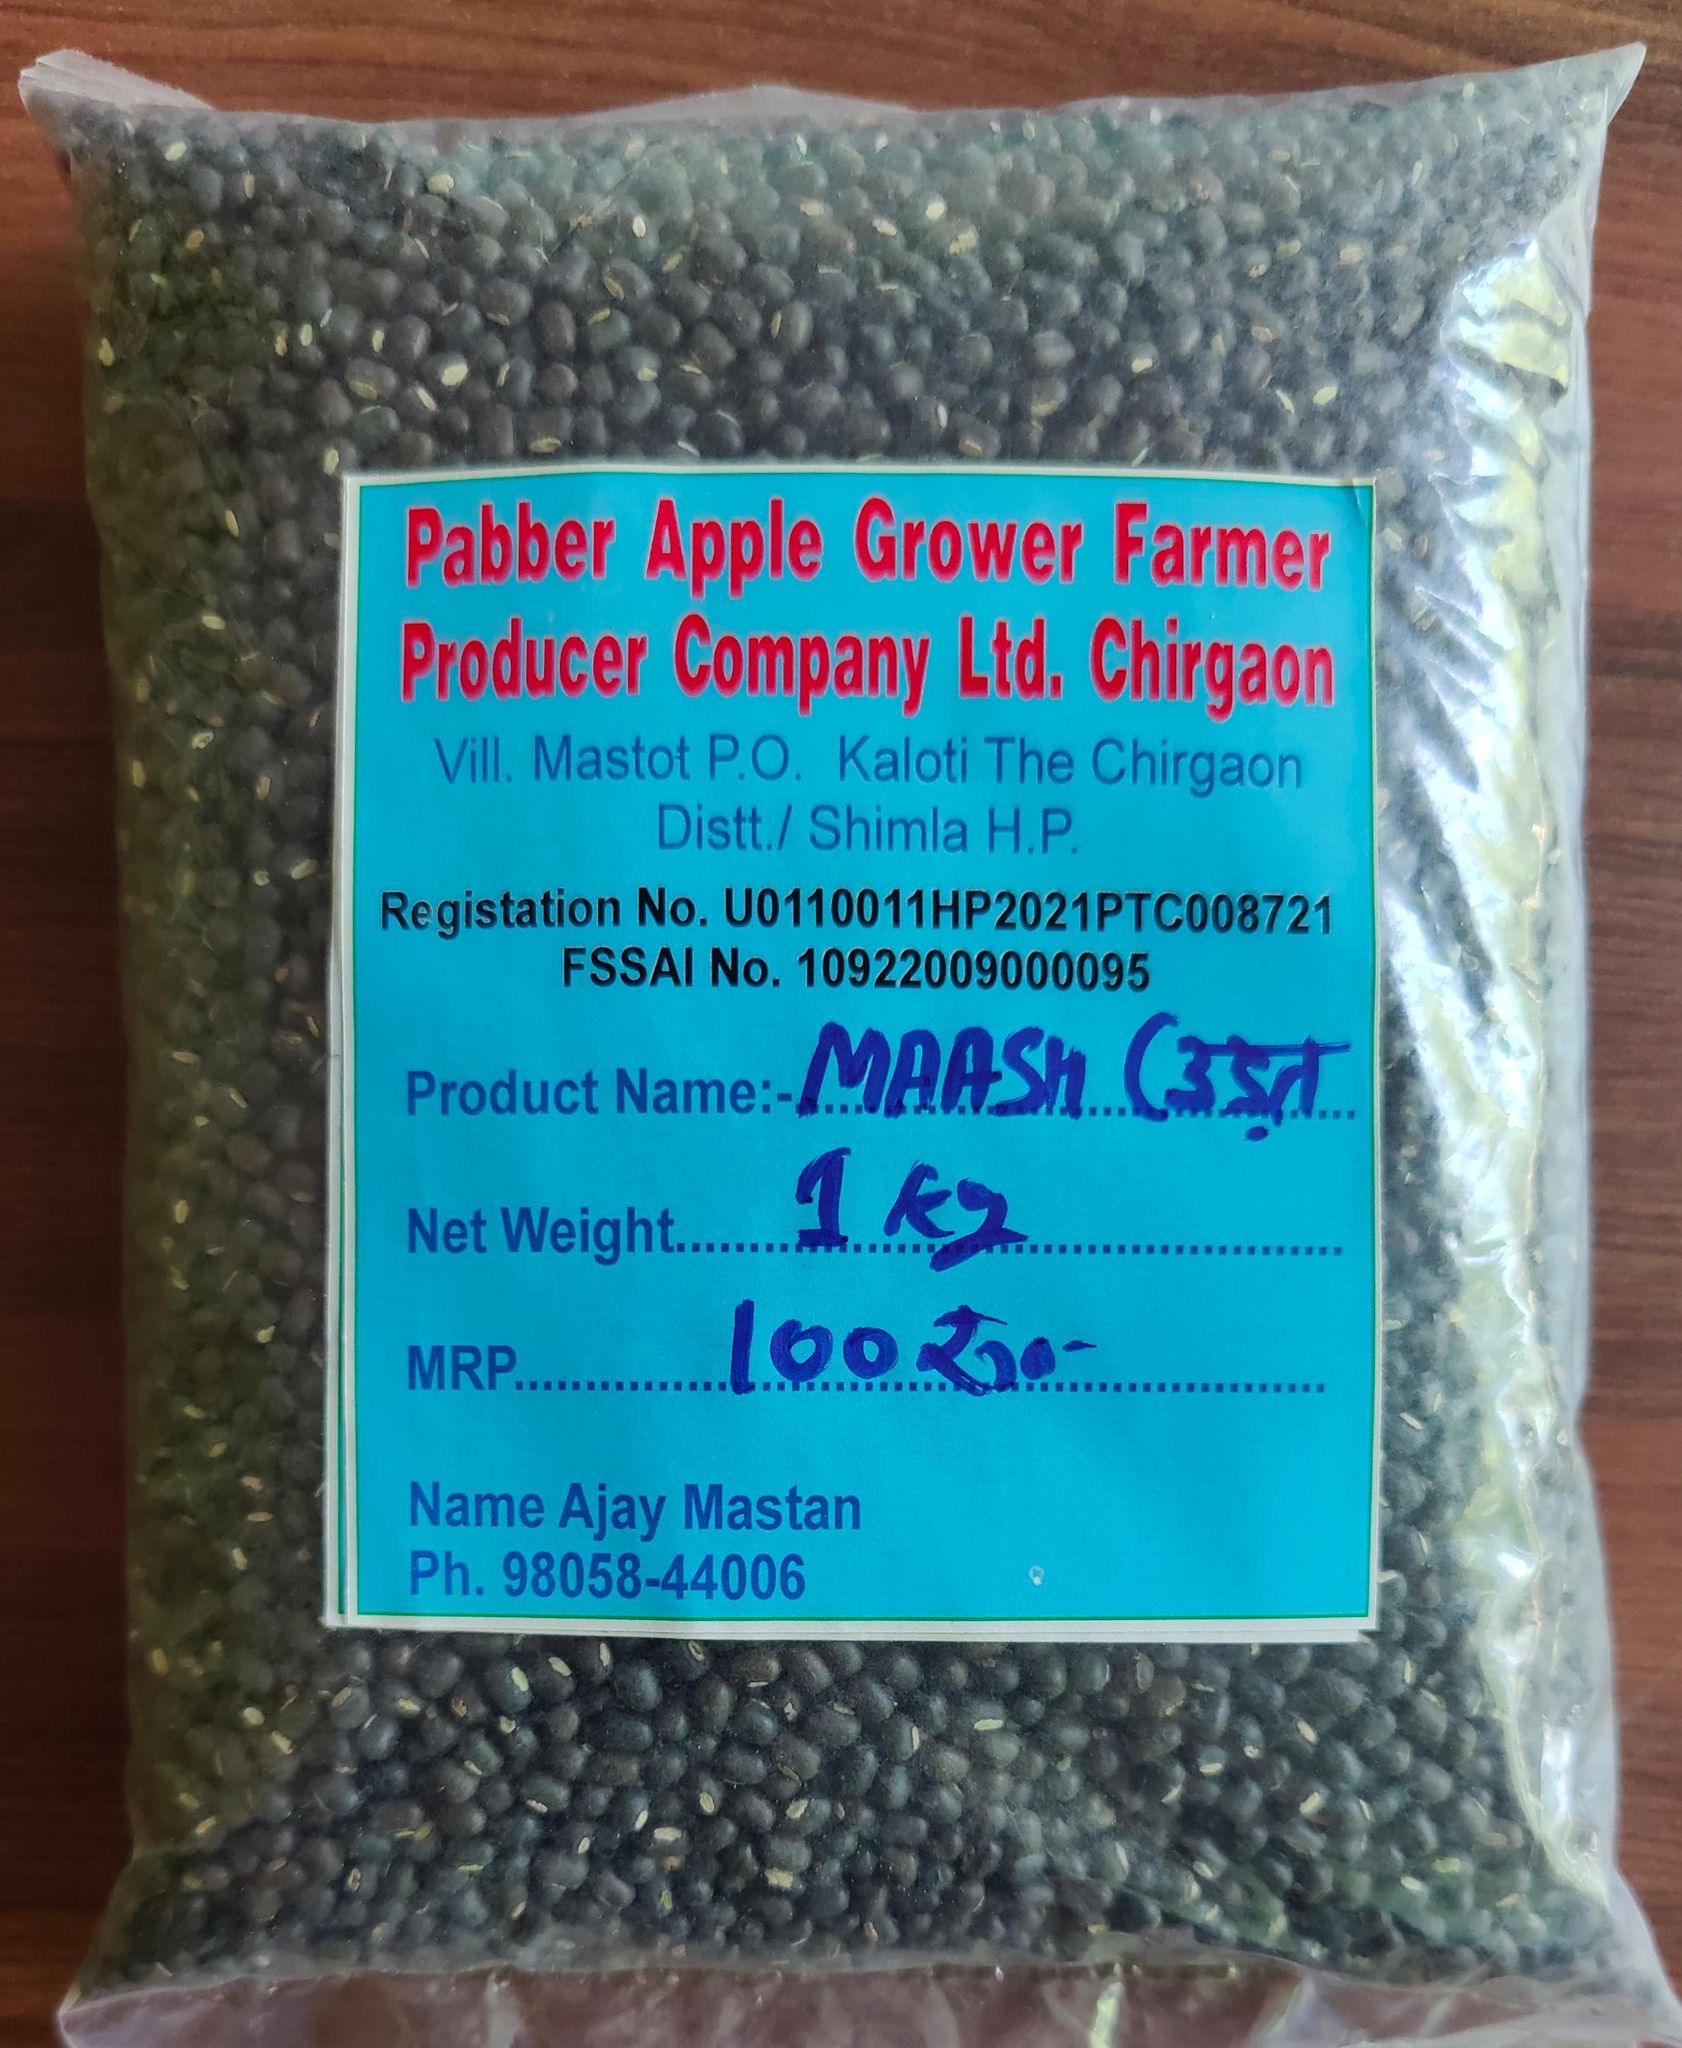 Pabber Apple Grower Farmer
Producer Company Ltd. Chirgaon
Vill. Mastot P.O. Kaloti The Chirgaon
Distt./ Shimla H.P.
Registation No. U0110011HP2021PTC008721
FSSAI No. 10922009000095
Product Name:- MAASH (उड़त
Net Weight 1 kg
MRP 100 रु०-
Name Ajay Mastan
Ph. 98058-44006